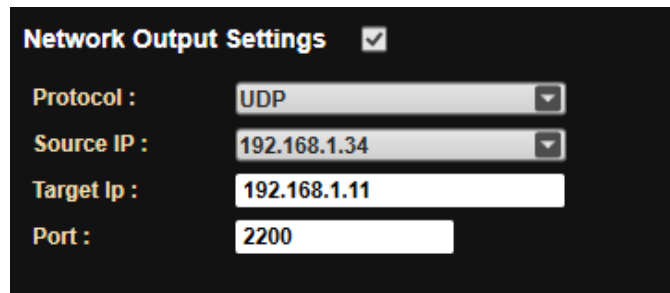 Network Output Settings
Protocol : UDP
Source IP : 192.168.1.34
Target Ip : 192.168.1.11
Port : 2200